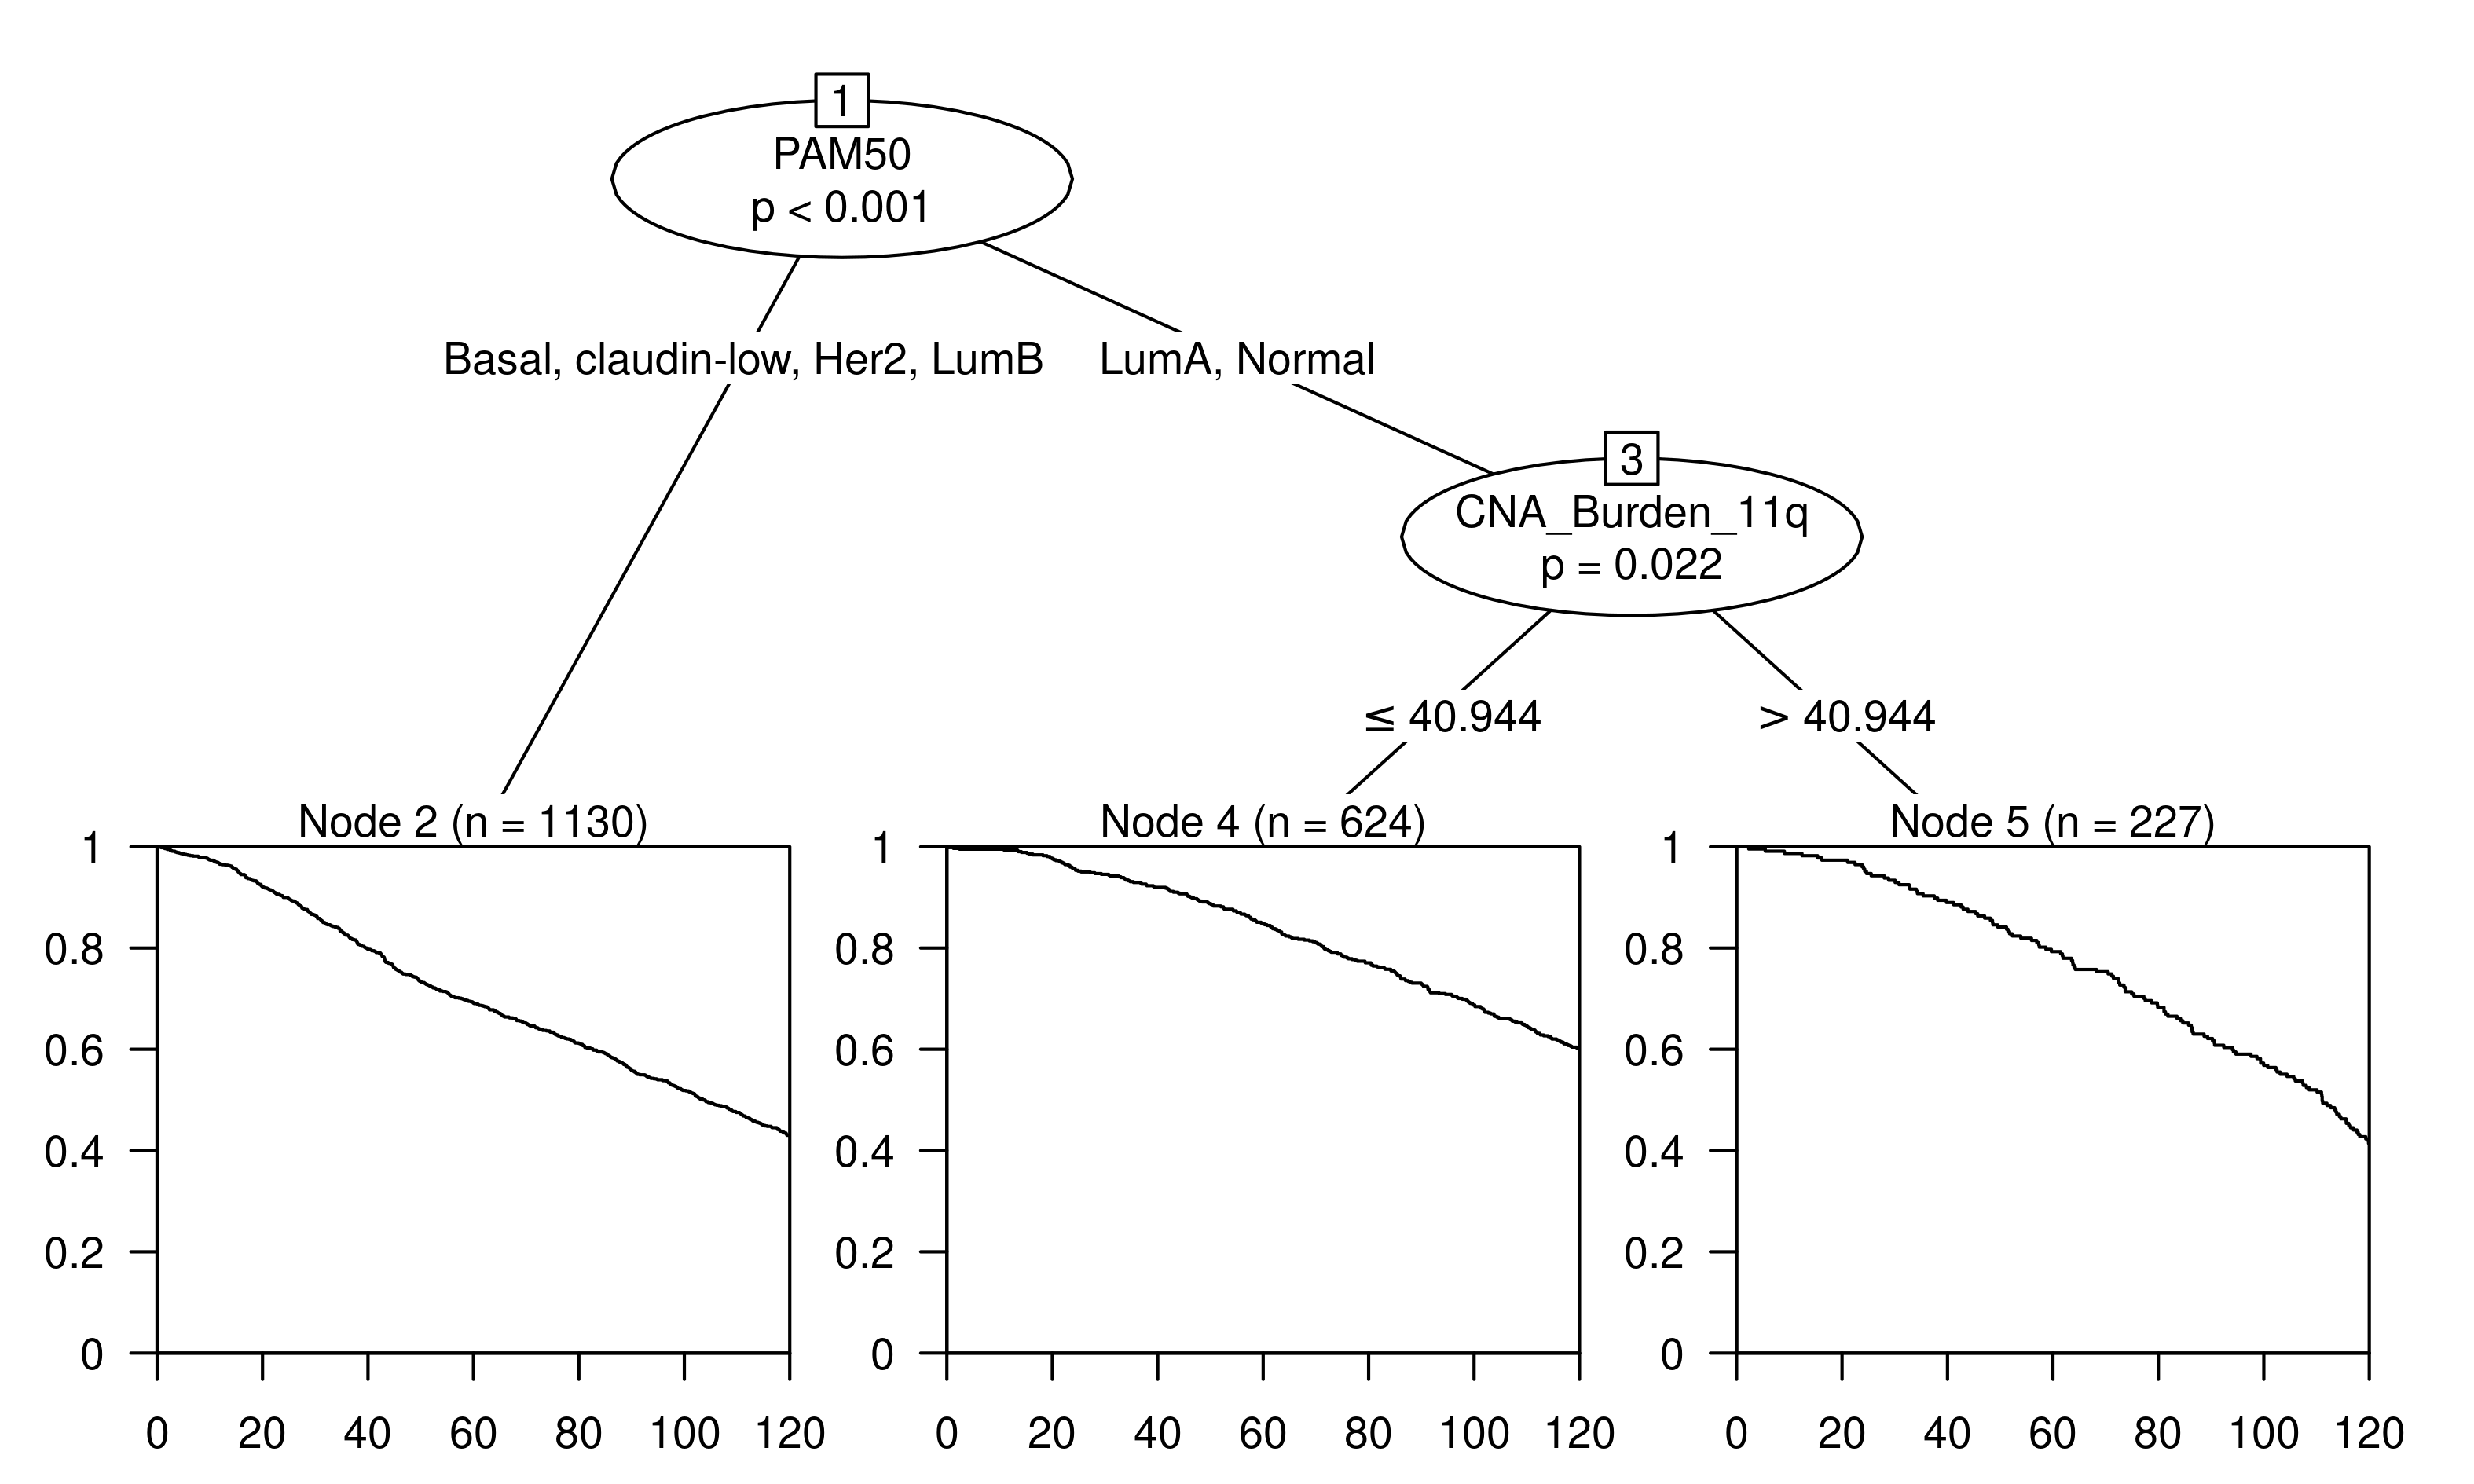 1
PAM50
p < 0.001
Basal, claudin-low, Her2, LumB
LumA, Normal
3
CNA_Burden_11q
p = 0.022
≤ 40.944
> 40.944
Node 2 (n = 1130)
1
0.8
0.6
0.4
0.2
0
0 20 40 60 80 100 120
Node 4 (n = 624)
1
0.8
0.6
0.4
0.2
0
0 20 40 60 80 100 120
Node 5 (n = 227)
1
0.8
0.6
0.4
0.2
0
0 20 40 60 80 100 120